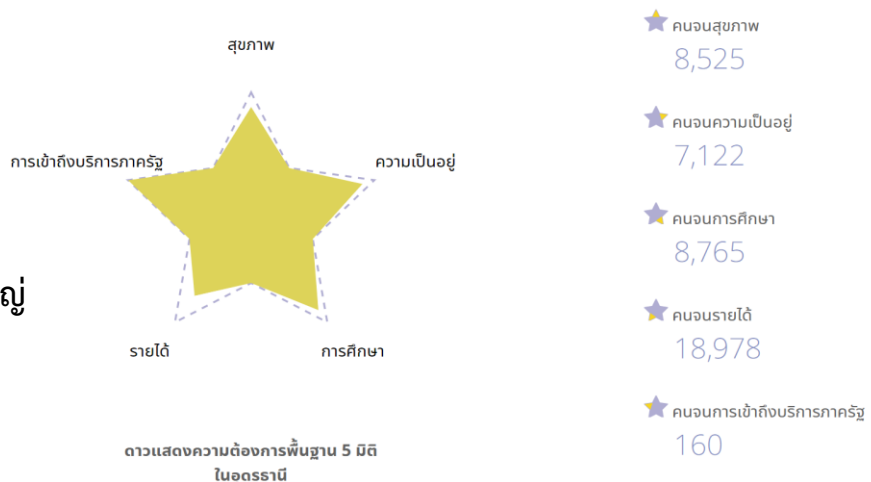 สุขภาพ
การเข้าถึงบริการภาครัฐ
ความเป็นอยู่
รายได้
การศึกษา
ดาวแสดงความต้องการพื้นฐาน 5 มิติ
ในอุดรธานี
ญ่
คนจนสุขภาพ
8,525
คนจนความเป็นอยู่
7,122
คนจนการศึกษา
8,765
คนจนรายได้
18,978
คนจนการเข้าถึงบริการภาครัฐ
160